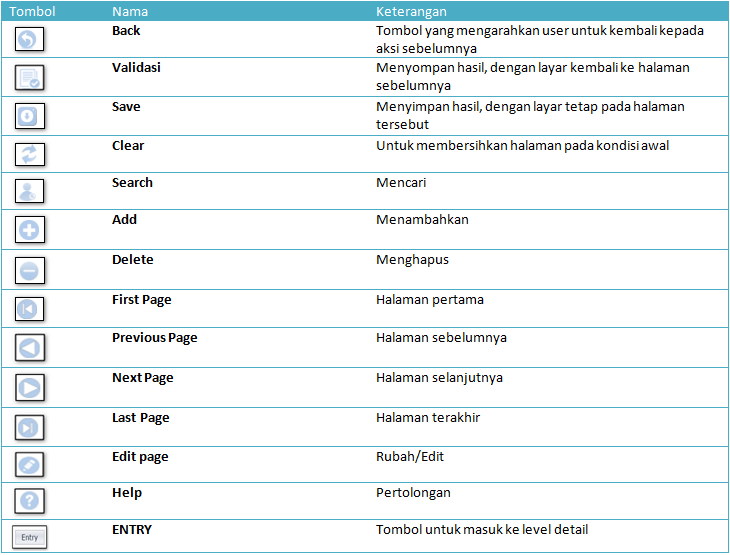 Tombol Nama Keterangan
Back Tombol yang mengarahkan user untuk kembali kepada
aksi sebelumnya
Validasi Menyompan hasil, dengan layar kembali ke halaman
sebelumnya
Save Menyimpan hasil, dengan layar tetap pada halaman
tersebut
Clear Untuk membersihkan halaman pada kondisi awal
Search Mencari
Add Menambahkan
Delete Menghapus
First Page Halaman pertama
Previous Page Halaman sebelumnya
Next Page Halaman selanjutnya
Last Page Halaman terakhir
Edit page Rubah/Edit
Help Pertolongan
Entry ENTRY Tombol untuk masuk ke level detail